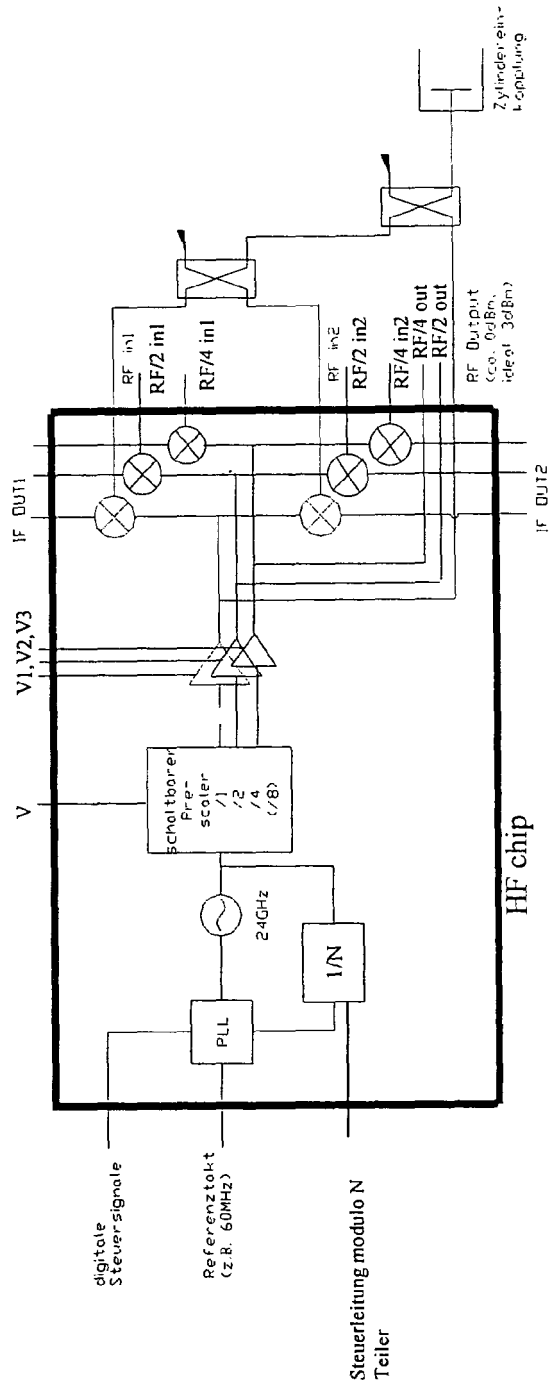 digitale
Steuersignale
Referenztakt
(z.B. 60MHz)
Steuerleitung modulo N
Teiler
PLL
1/N
24GHz
V
schaltbarer
Pre-
scaler
/1
/2
/4
(/8)
V1,V2,V3
IF OUT1
RF in1
RF/2 in1
RF/4 in1
RF in2
RF/2 in2
RF/4 in2
RF/4 out
RF/2 out
RF Output
(ca. 0dBm,
ideal 3dBm)
IF OUT2
Zylinderein-
kopplung
HF chip